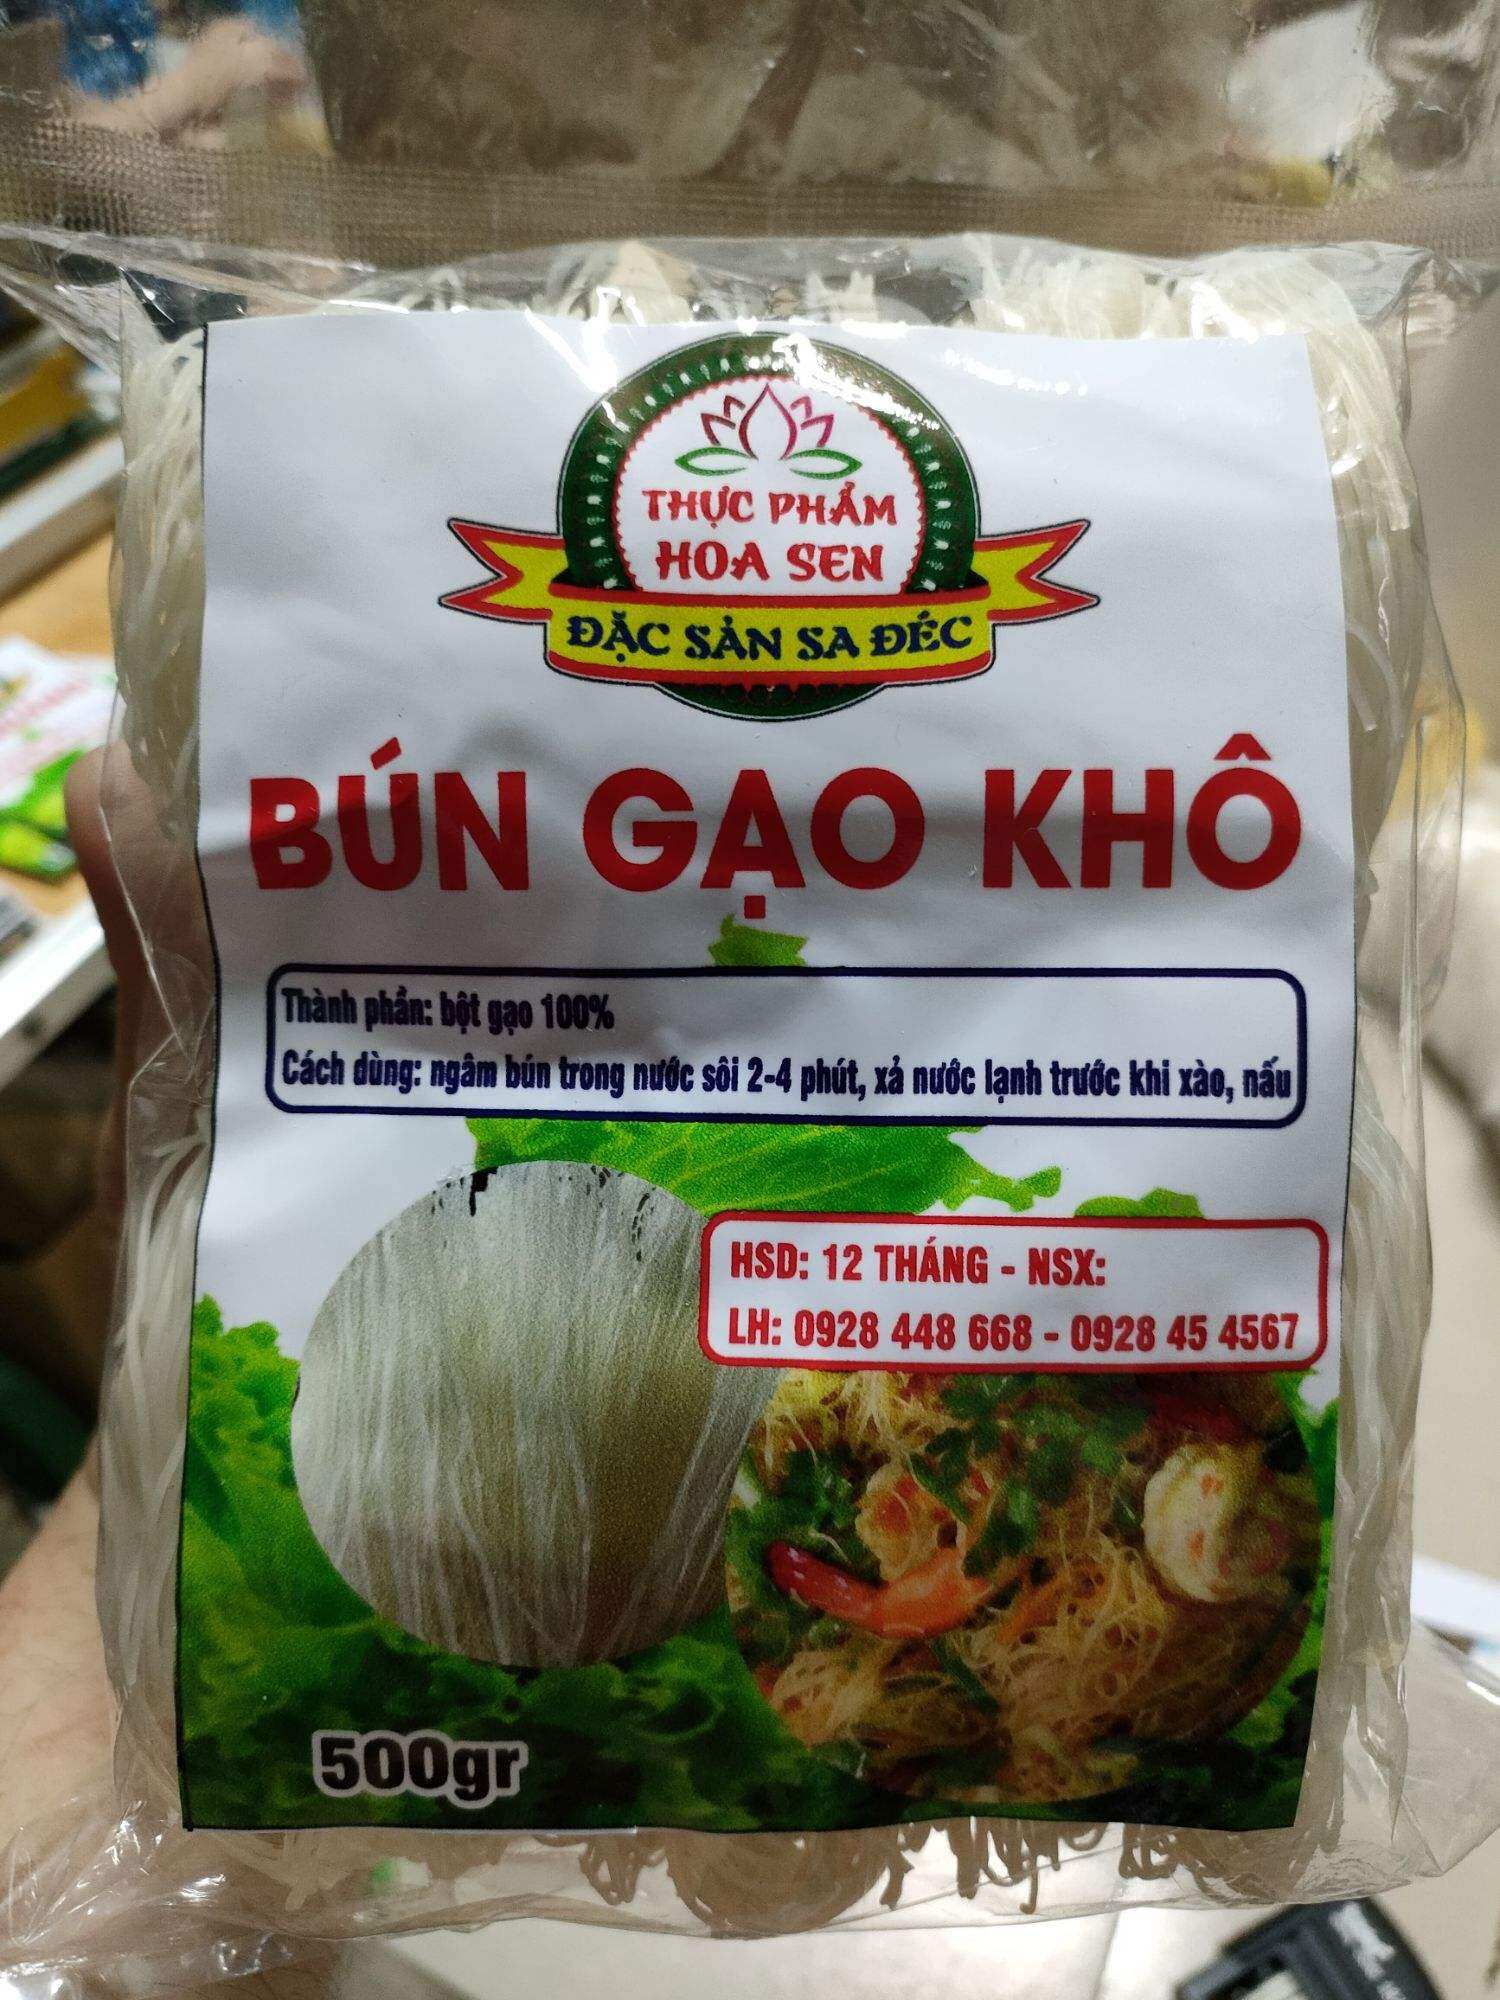 THỰC PHẨM
HOA SEN
ĐẶC SẢN SA ĐÉC
BÚN GẠO KHÔ
Thành phần: bột gạo 100%
Cách dùng: ngâm bún trong nước sôi 2-4 phút, xả nước lạnh trước khi xào, nấu
HSD: 12 THÁNG - NSX:
LH: 0928 448 668 - 0928 45 4567
500gr